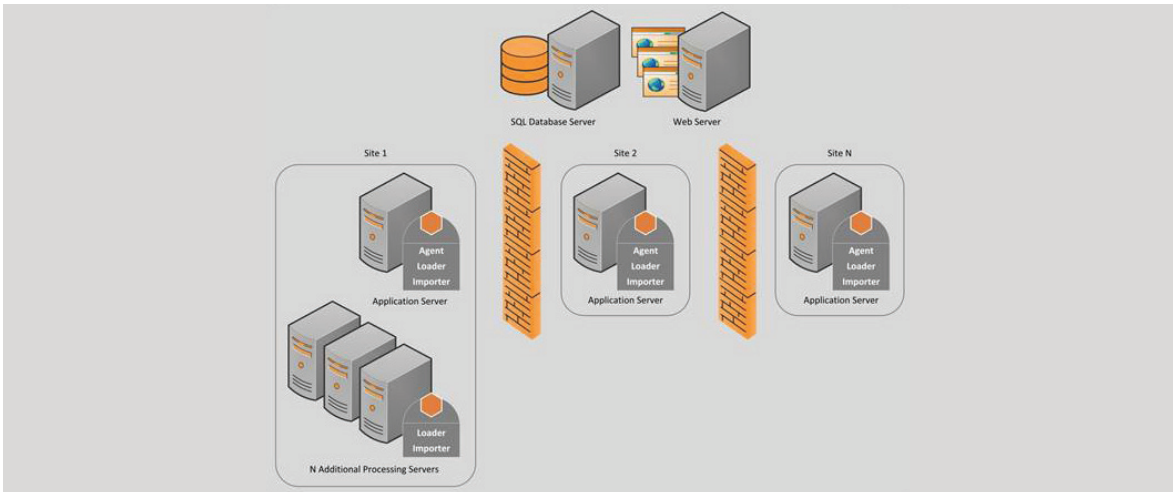 SQL Database Server
Web Server
Site 1
Site 2
Site N
Agent
Loader
Importer
Application Server
Agent
Loader
Importer
Application Server
Agent
Loader
Importer
Application Server
Loader
Importer
N Additional Processing Servers